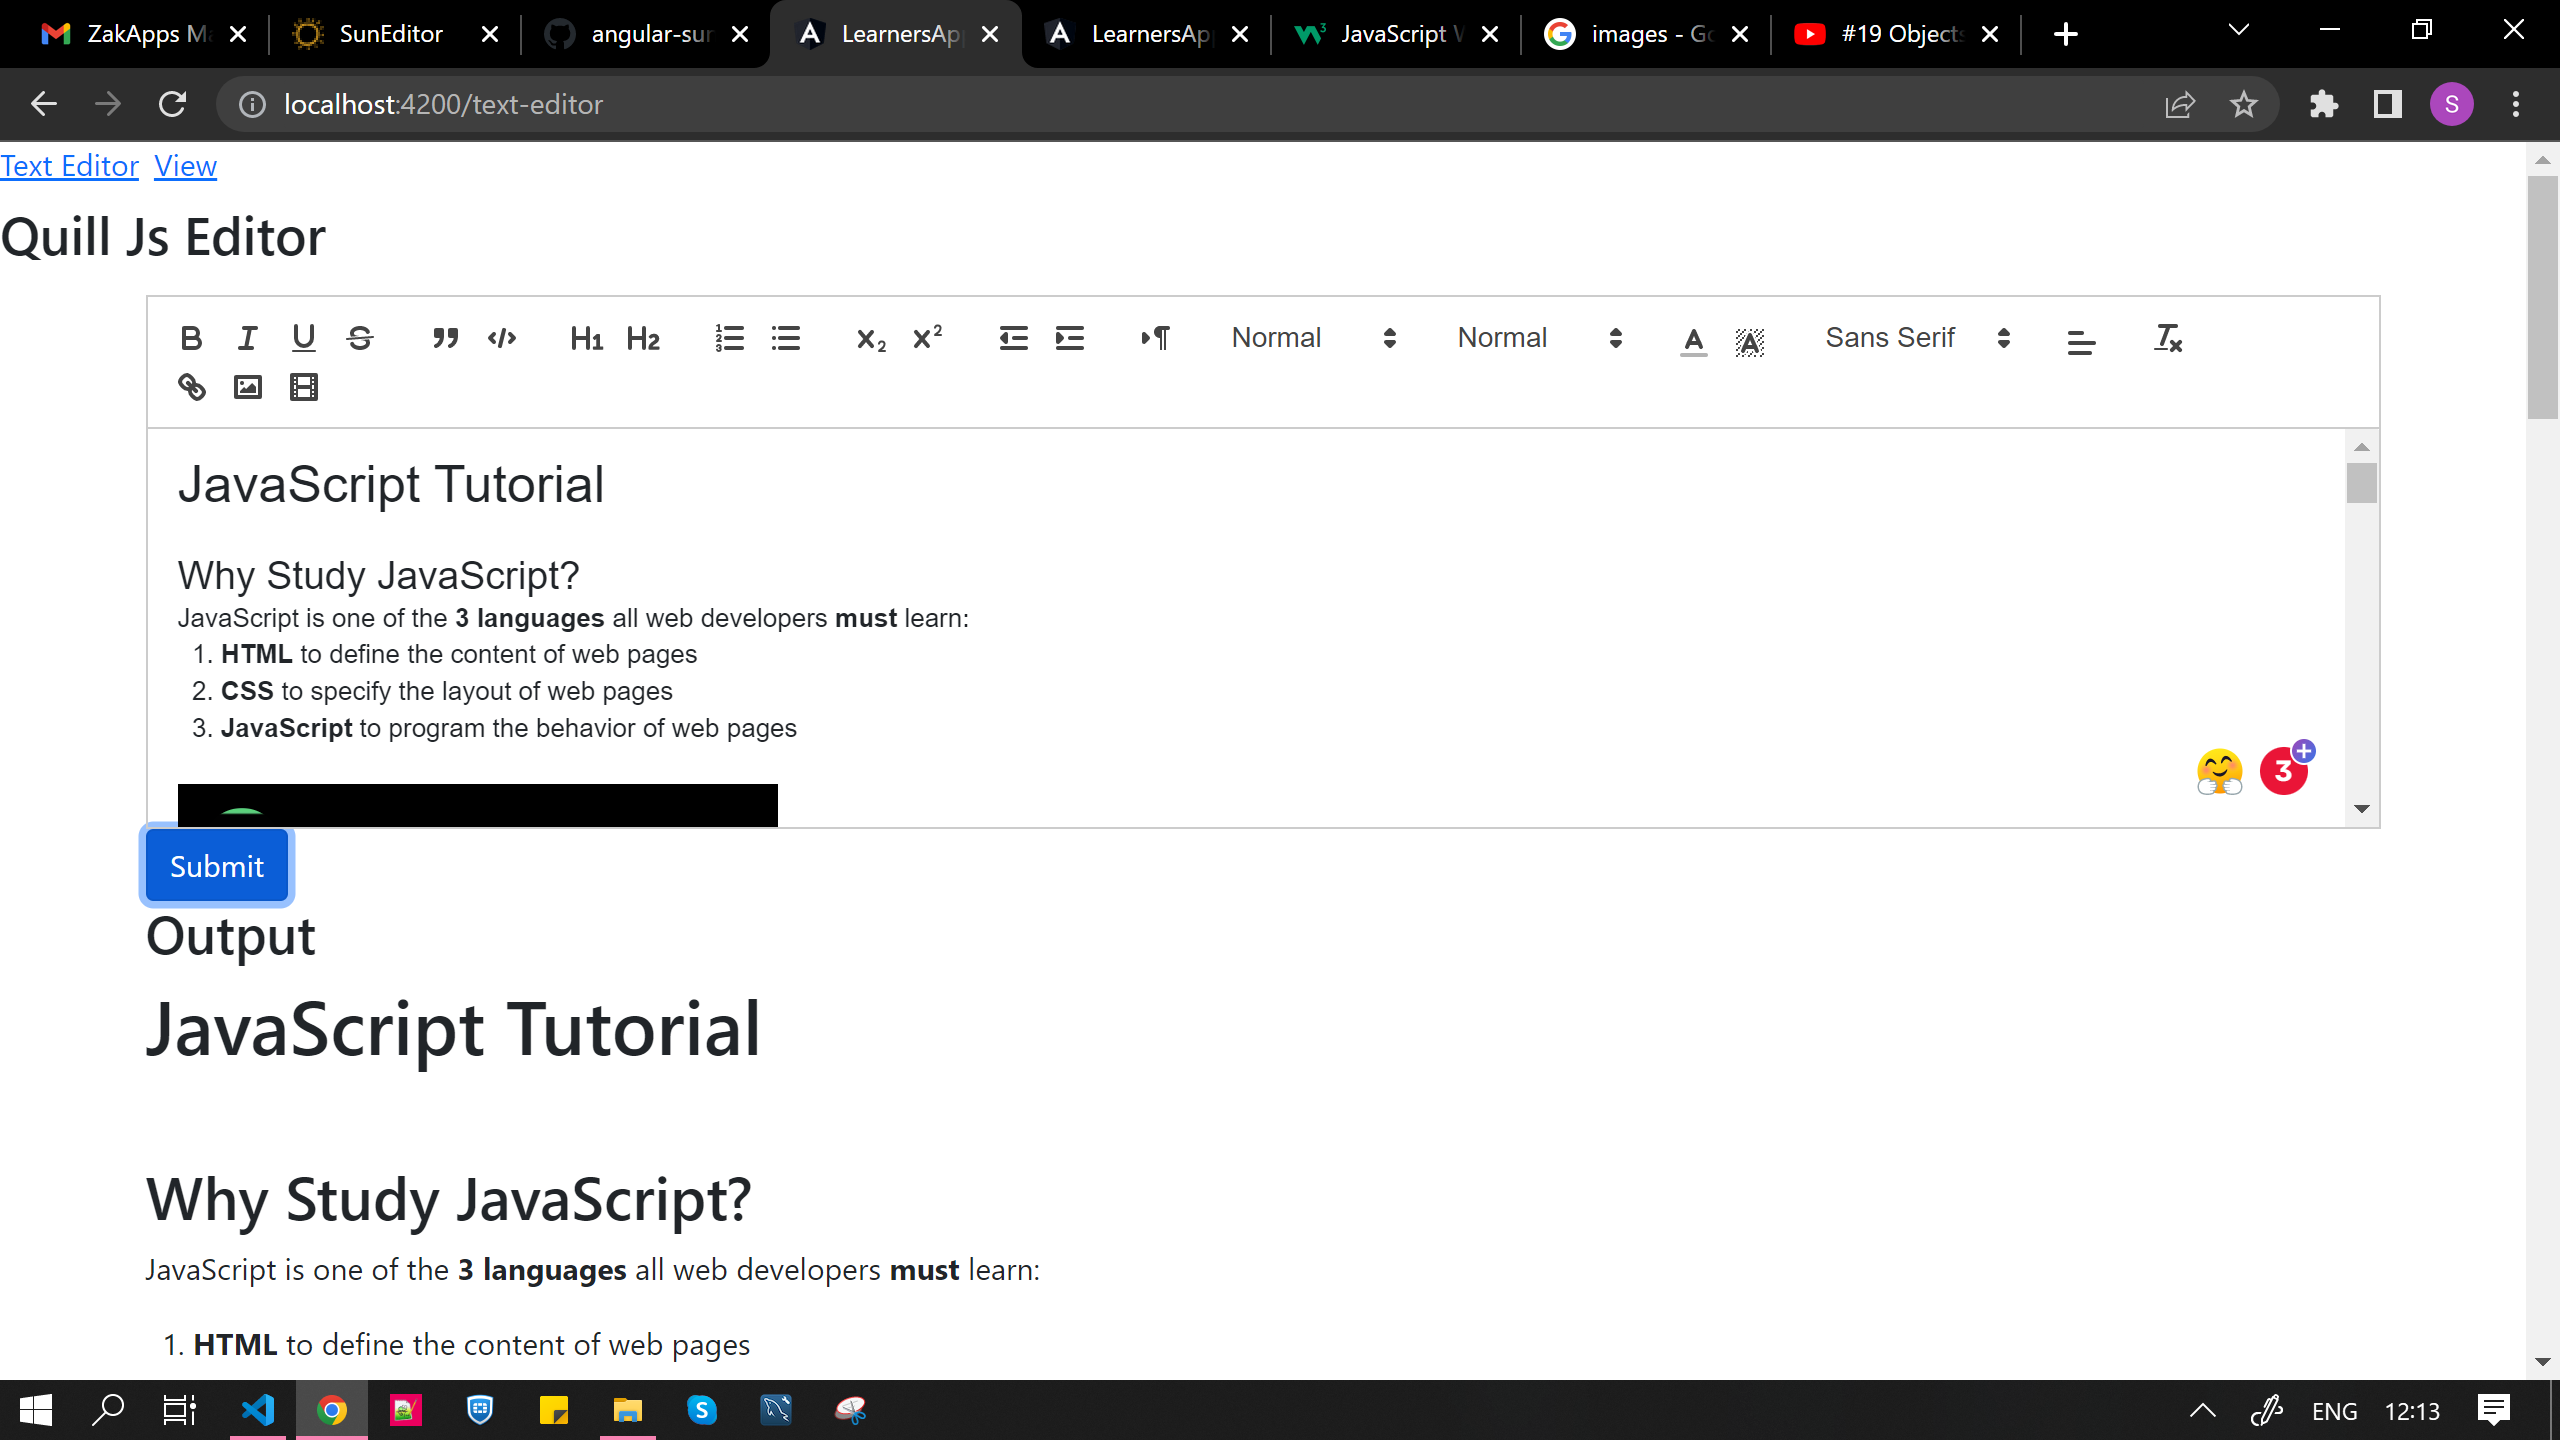 ZakApps Ma
SunEditor
angular-sun
LearnersApp
LearnersApp
JavaScript W
images - Go
#19 Objects
localhost:4200/text-editor
S
Text Editor View
Quill Js Editor
Normal
Normal
Sans Serif
JavaScript Tutorial
Why Study JavaScript?
JavaScript is one of the 3 languages all web developers must learn:
1. HTML to define the content of web pages
2. CSS to specify the layout of web pages
3. JavaScript to program the behavior of web pages
3
Submit
Output
JavaScript Tutorial
Why Study JavaScript?
JavaScript is one of the 3 languages all web developers must learn:
1. HTML to define the content of web pages
ENG 12:13